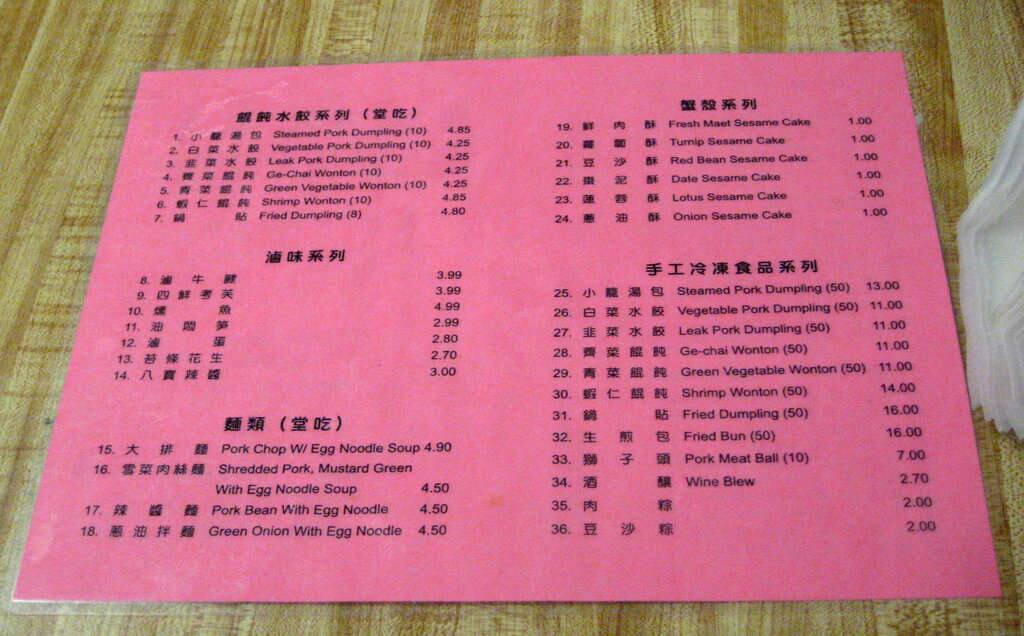 餛飩水餃系列（堂吃）
1. 小籠湯包 Steamed Pork Dumpling (10) 4.85
2. 白菜水餃 Vegetable Pork Dumpling (10) 4.25
3. 韭菜水餃 Leak Pork Dumpling (10) 4.25
4. 薺菜餛飩 Ge-Chai Wonton (10) 4.25
5. 青菜餛飩 Green Vegetable Wonton (10) 4.25
6. 蝦仁餛飩 Shrimp Wonton (10) 4.85
7. 鍋貼 Fried Dumpling (8) 4.80
滷味系列
8. 滷牛腱 3.99
9. 四鮮考芙 3.99
10. 燻魚 4.99
11. 油燜筍 2.99
12. 滷蛋 2.80
13. 苔條花生 2.70
14. 八寶辣醬 3.00
麵類（堂吃）
15. 大排麵 Pork Chop W/ Egg Noodle Soup 4.90
16. 雪菜肉絲麵 Shredded Pork, Mustard Green
With Egg Noodle Soup 4.50
17. 辣醬麵 Pork Bean With Egg Noodle 4.50
18. 蔥油拌麵 Green Onion With Egg Noodle 4.50
蟹殼系列
19. 鮮肉酥 Fresh Maet Sesame Cake 1.00
20. 蘿蔔酥 Turnip Sesame Cake 1.00
21. 豆沙酥 Red Bean Sesame Cake 1.00
22. 棗泥酥 Date Sesame Cake 1.00
23. 蓮蓉酥 Lotus Sesame Cake 1.00
24. 蔥油酥 Onion Sesame Cake 1.00
手工冷凍食品系列
25. 小籠湯包 Steamed Pork Dumpling (50) 13.00
26. 白菜水餃 Vegetable Pork Dumpling (50) 11.00
27. 韭菜水餃 Leak Pork Dumpling (50) 11.00
28. 薺菜餛飩 Ge-chai Wonton (50) 11.00
29. 青菜餛飩 Green Vegetable Wonton (50) 11.00
30. 蝦仁餛飩 Shrimp Wonton (50) 14.00
31. 鍋貼 Fried Dumpling (50) 16.00
32. 生煎包 Fried Bun (50) 16.00
33. 獅子頭 Pork Meat Ball (10) 7.00
34. 酒釀 Wine Blew 2.70
35. 肉粽 2.00
36. 豆沙粽 2.00